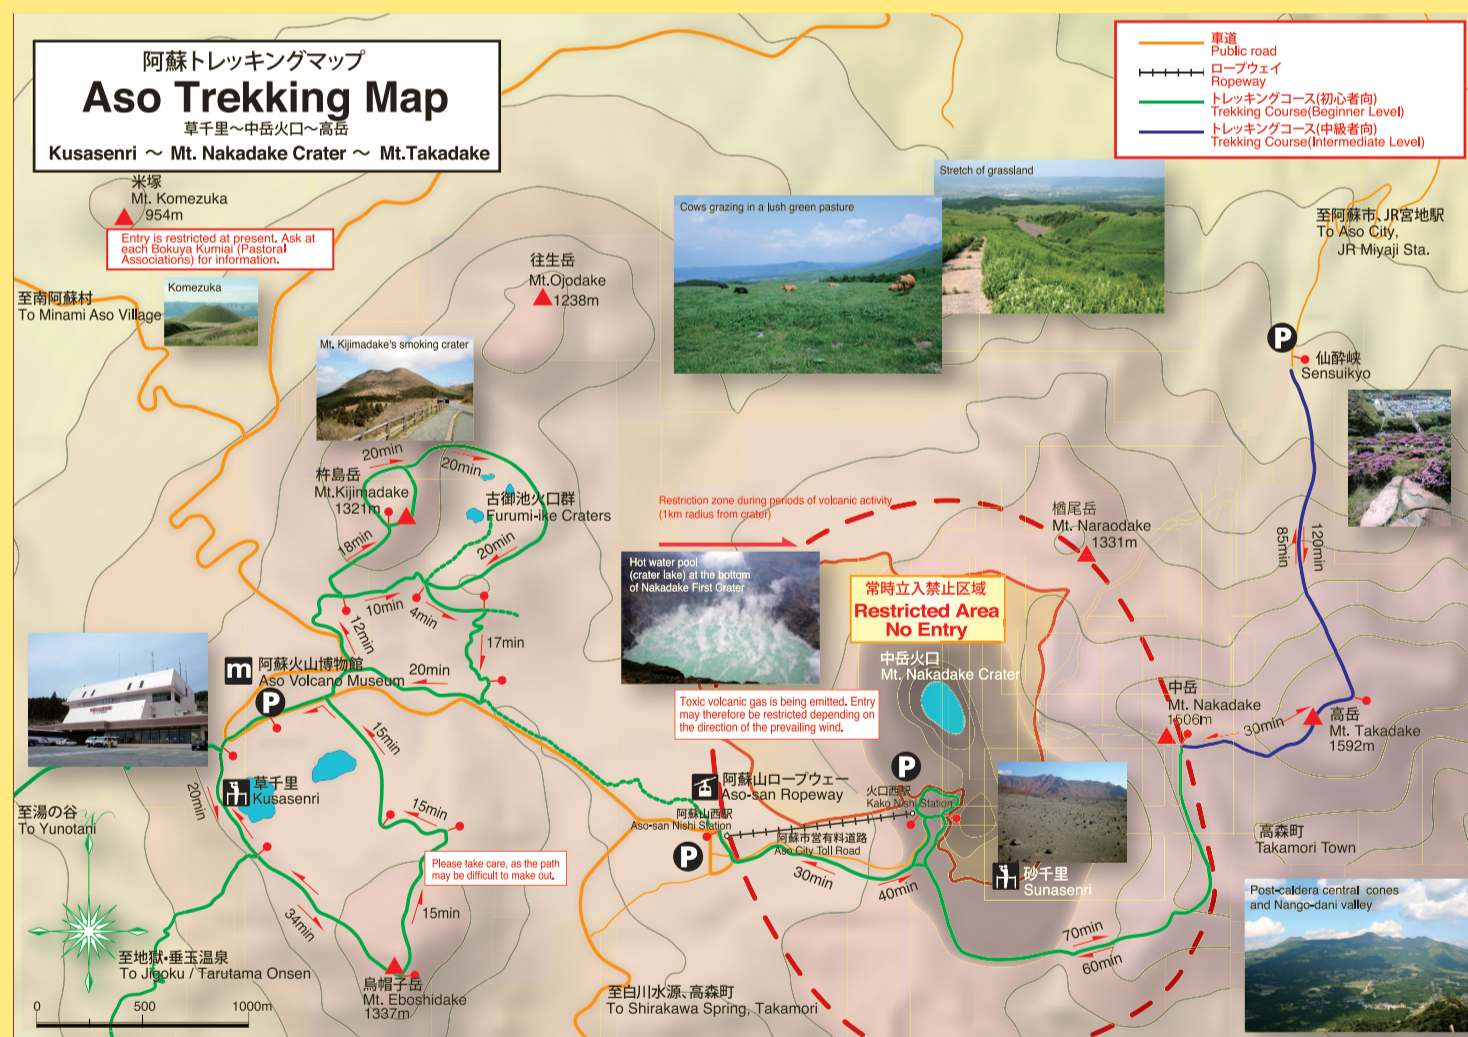 阿蘇トレッキングマップ
Aso Trekking Map
草千里～中岳火口～高岳
Kusasenri ～ Mt. Nakadake Crater ～ Mt.Takadake
車道
Public road
ロープウェイ
Ropeway
トレッキングコース(初心者向)
Trekking Course(Beginner Level)
トレッキングコース(中級者向)
Trekking Course(Intermediate Level)
米塚
Mt. Komezuka
954m
Entry is restricted at present. Ask at
each Bokuya Kumiai (Pastoral
Associations) for information.
至南阿蘇村
To Minami Aso Village
Komezuka
往生岳
Mt.Ojodake
1238m
Cows grazing in a lush green pasture
Stretch of grassland
至阿蘇市、JR宮地駅
To Aso City,
JR Miyaji Sta.
P
仙酔峡
Sensuikyo
Mt. Kijimadake's smoking crater
20min
20min
杵島岳
Mt.Kijimadake
1321m
古御池火口群
Furumi-ike Craters
18min
20min
10min
4min
12min
17min
20min
Restriction zone during periods of volcanic activity
(1km radius from crater)
楢尾岳
Mt. Naraodake
1331m
85min
120min
Hot water pool
(crater lake) at the bottom
of Nakadake First Crater
常時立入禁止区域
Restricted Area
No Entry
中岳火口
Mt. Nakadake Crater
Toxic volcanic gas is being emitted. Entry
may therefore be restricted depending on
the direction of the prevailing wind.
m
阿蘇火山博物館
Aso Volcano Museum
P
中岳
Mt. Nakadake
1506m
30min
高岳
Mt. Takadake
1592m
15min
草千里
Kusasenri
20min
至湯の谷
To Yunotani
15min
阿蘇山ロープウェー
Aso-san Ropeway
阿蘇山西駅
Aso-san Nishi Station
P
P
火口西駅
Kako Nishi Station
阿蘇市営有料道路
Aso City Toll Road
30min
40min
砂千里
Sunasenri
高森町
Takamori Town
Please take care, as the path
may be difficult to make out.
34min
15min
70min
60min
Post-caldera central cones
and Nango-dani valley
至地獄・垂玉温泉
To Jigoku / Tarutama Onsen
烏帽子岳
Mt. Eboshidake
1337m
至白川水源、高森町
To Shirakawa Spring, Takamori
0 500 1000m